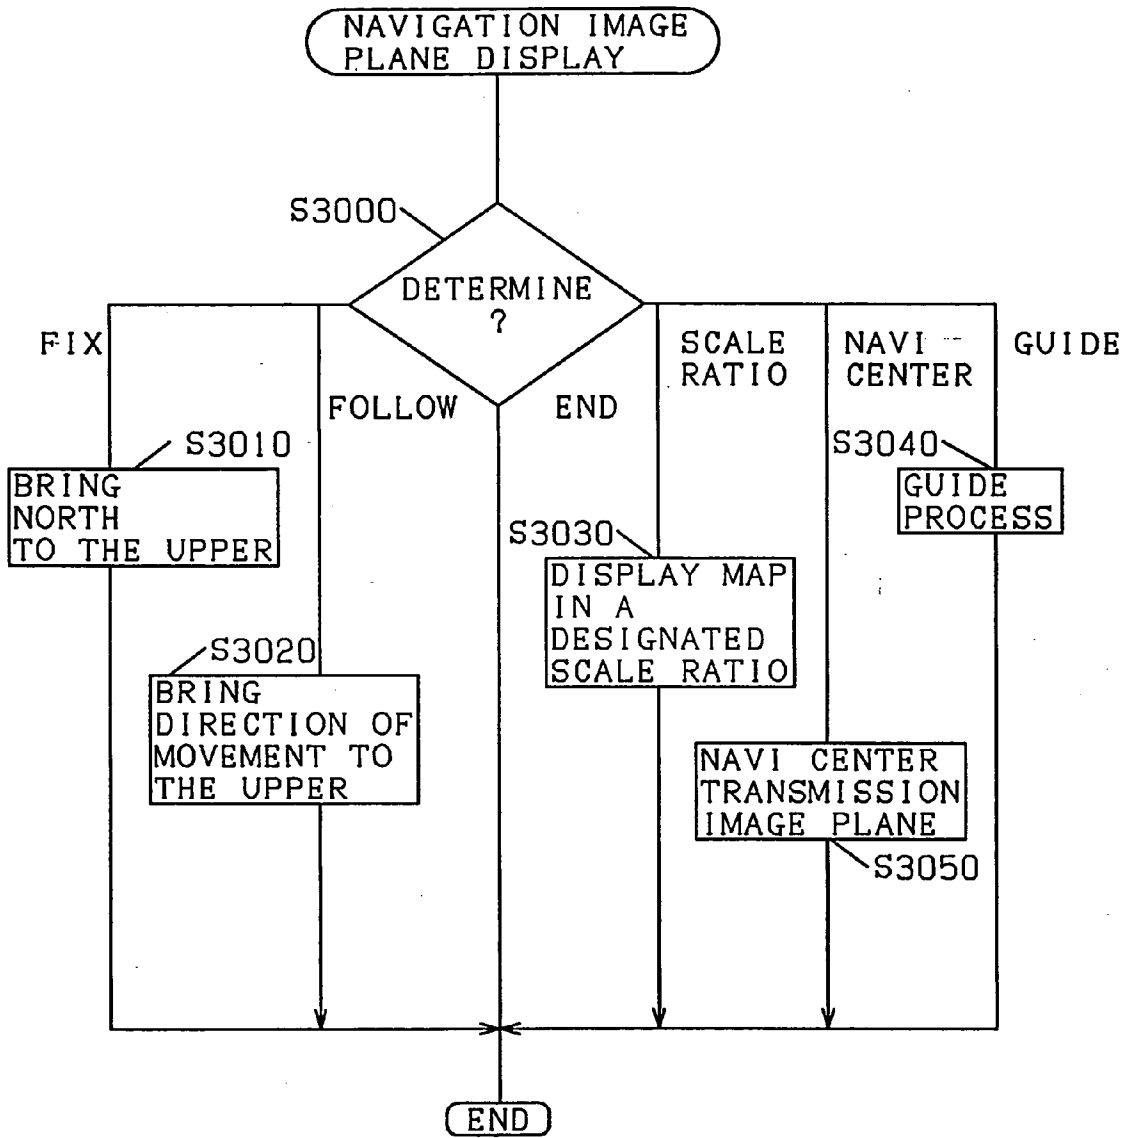 NAVIGATION IMAGE
PLANE DISPLAY
S3000
DETERMINE
?
FIX
FOLLOW
END
SCALE
RATIO
NAVI
CENTER
GUIDE
S3010
BRING
NORTH
TO THE UPPER
S3020
BRING
DIRECTION OF
MOVEMENT TO
THE UPPER
S3030
DISPLAY MAP
IN A
DESIGNATED
SCALE RATIO
S3040
GUIDE
PROCESS
NAVI CENTER
TRANSMISSION
IMAGE PLANE
S3050
END